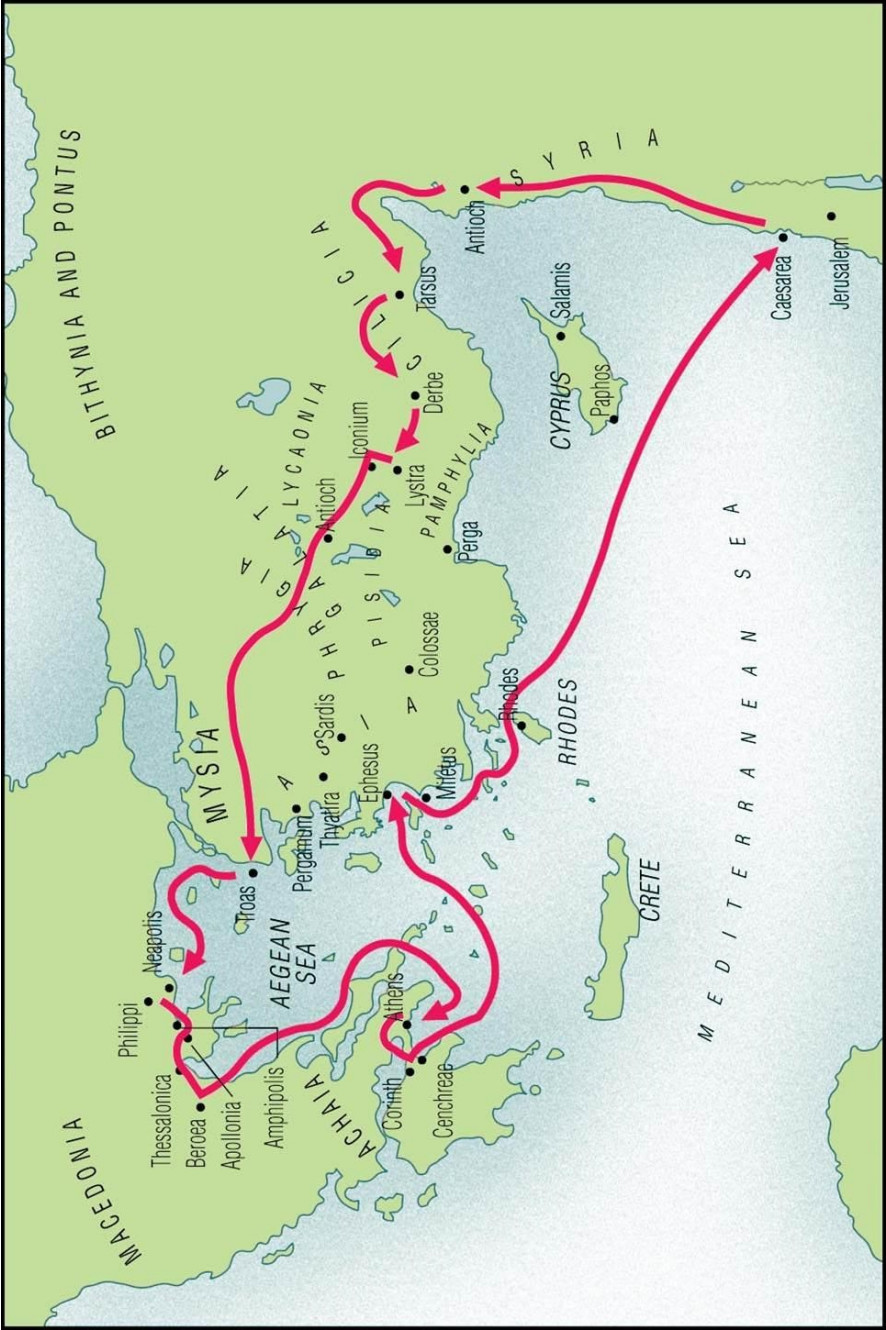 BITHYNIA AND PONTUS
MACEDONIA
MYSIA
Philippi
Neapolis
Thessalonica
Beroea
Apollonia
Amphipolis
Troas
AEGEAN
SEA
ACHAIA
Athens
Corinth
Cenchreae
Pergamum
Thyatira
Sardis
Ephesus
Miletus
Colossae
ASIA
PHRYGIA
GALATIA
LYCAONIA
PISIDIA
PAMPHYLIA
CILICIA
Antioch
Iconium
Lystra
Derbe
Tarsus
Perga
Antioch
SYRIA
Rhodes
RHODES
CRETE
CYPRUS
Salamis
Paphos
Caesarea
Jerusalem
MEDITERRANEAN SEA